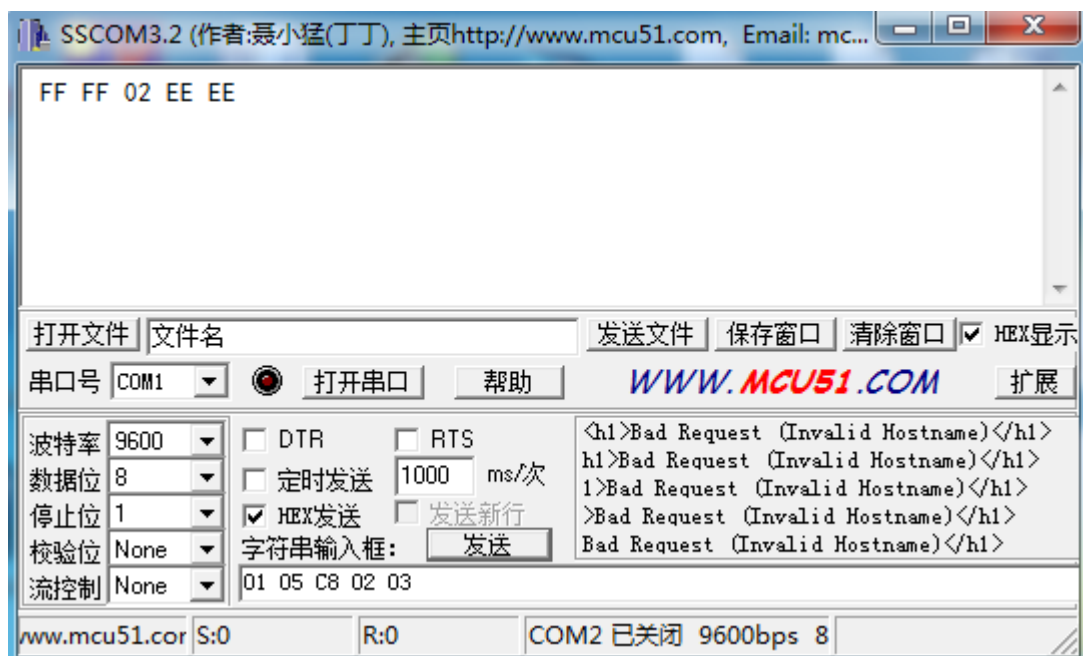 SSCOM3.2 (作者:聂小猛(丁丁), 主页http://www.mcu51.com, Email: mc...
FF FF 02 EE EE
打开文件 文件名 发送文件 保存窗口 清除窗口 HEX显示
串口号 COM1 打开串口 帮助 WWW.MCU51.COM 扩展
波特率 9600 DTR RTS
数据位 8 定时发送 1000 ms/次
停止位 1 HEX发送 发送新行
校验位 None 字符串输入框: 发送
流控制 None 01 05 C8 02 03
<h1>Bad Request (Invalid Hostname)</h1>
h1>Bad Request (Invalid Hostname)</h1>
1>Bad Request (Invalid Hostname)</h1>
>Bad Request (Invalid Hostname)</h1>
Bad Request (Invalid Hostname)</h1>
www.mcu51.cor S:0 R:0 COM2 已关闭 9600bps 8